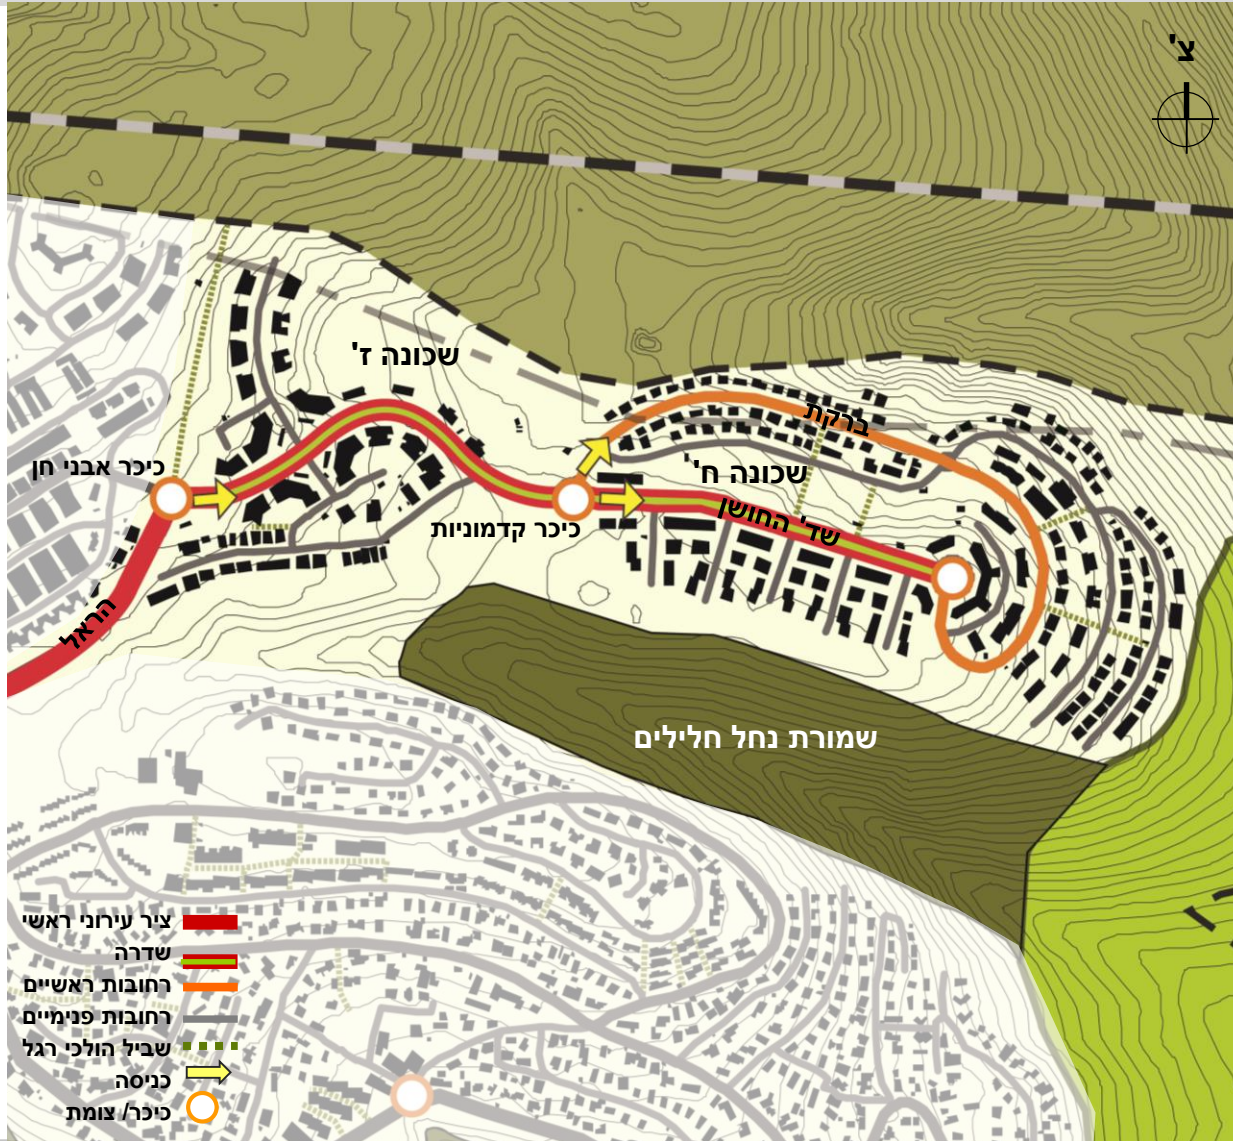 צ'
שכונה ז'
ברקת
כיכר אבני חן
שכונה ח'
שד' החושן
כיכר קדמוניות
הראל
שמורת נחל חלילים
ציר עירוני ראשי
שדרה
רחובות ראשיים
רחובות פנימיים
שביל הולכי רגל
כניסה
כיכר/ צומת